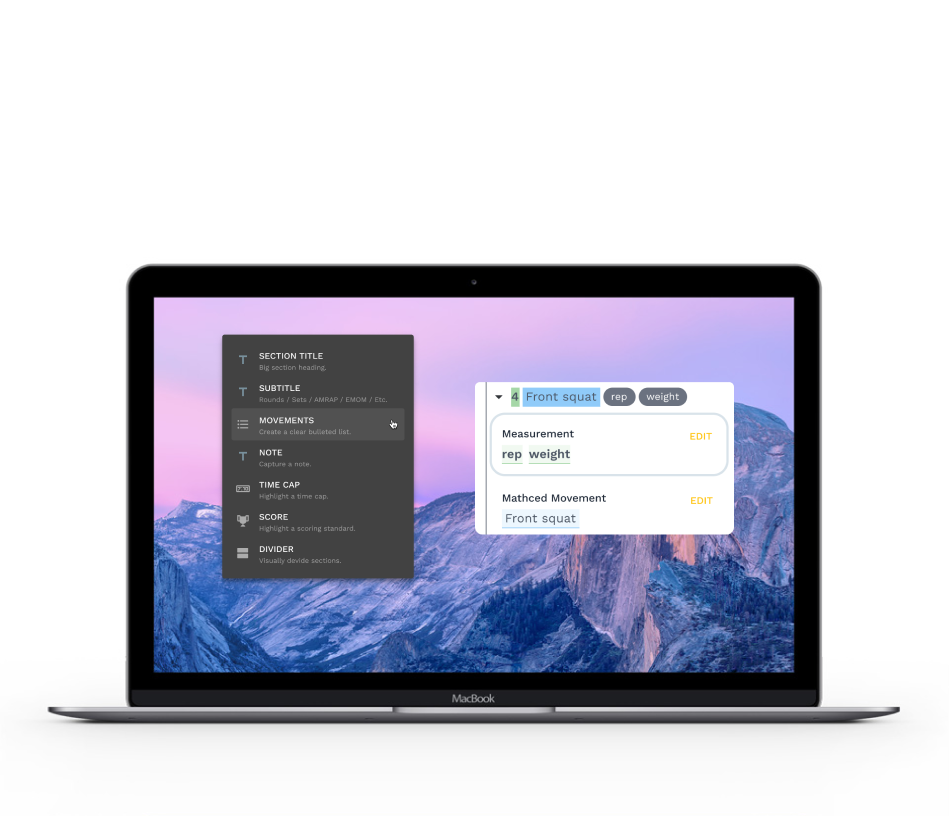 SECTION TITLE
Big section heading.
SUBTITLE
Rounds / Sets / AMRAP / EMOM / Etc.
MOVEMENTS
Create a clear bulleted list.
NOTE
Capture a note.
TIME CAP
Highlight a time cap.
SCORE
Highlight a scoring standard.
DIVIDER
Visually devide sections.
4 Front squat rep weight
Measurement
EDIT
rep weight
Mathced Movement
EDIT
Front squat
MacBook